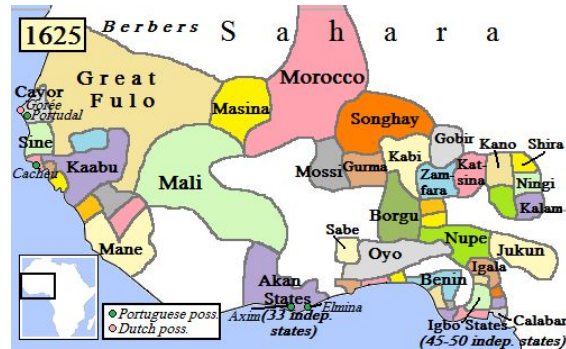 1625
Berbers
Sahara
Great
Fulo
Morocco
Masina
Songhay
Cayor
Gorée
Portudal
Sine
Cacheu
Kaabu
Mali
Mane
Mossi
Gurma
Kabi
Gobir
Zam-
fara
Kat-
sina
Kano
Shira
Ningi
Kalam
Borgu
Sabe
Oyo
Nupe
Jukun
Akan
States
(33 indep.
states)
Axim
Elmina
Benin
Igala
Igbo States
(45-50 indep.
states)
Calabar
Portuguese poss.
Dutch poss.